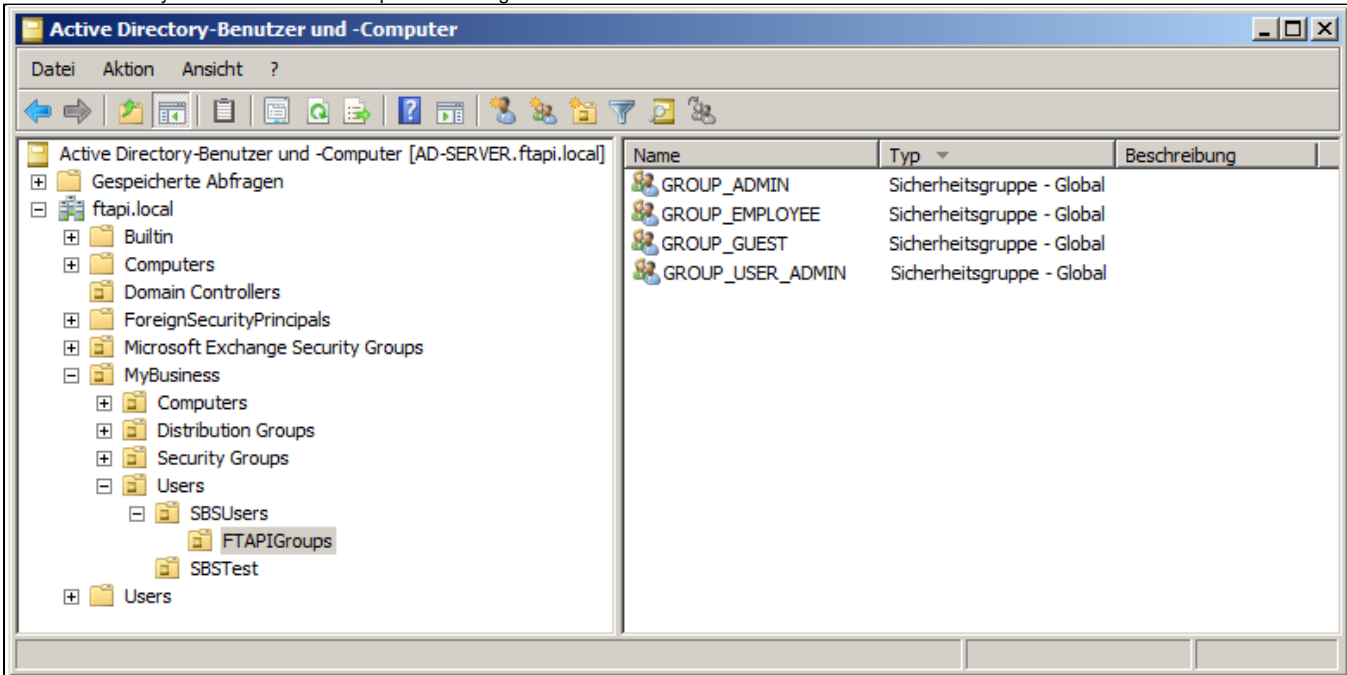 Active Directory-Benutzer und -Computer
Datei Aktion Ansicht ?
Active Directory-Benutzer und -Computer [AD-SERVER.ftapi.local]
Gespeicherte Abfragen
ftapi.local
Builtin
Computers
Domain Controllers
ForeignSecurityPrincipals
Microsoft Exchange Security Groups
MyBusiness
Computers
Distribution Groups
Security Groups
Users
SBSUsers
FTAPIGroups
SBSTest
Users
Name Typ Beschreibung
GROUP_ADMIN Sicherheitsgruppe - Global
GROUP_EMPLOYEE Sicherheitsgruppe - Global
GROUP_GUEST Sicherheitsgruppe - Global
GROUP_USER_ADMIN Sicherheitsgruppe - Global